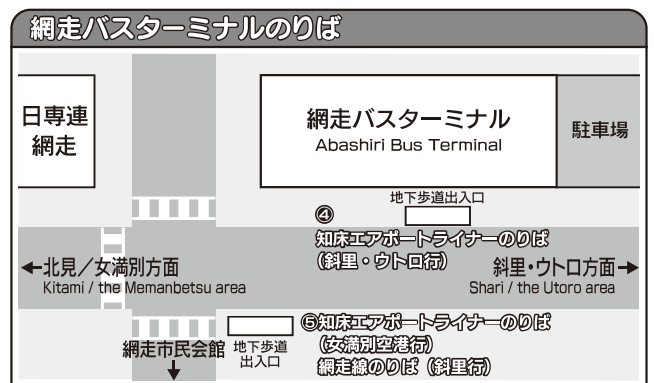 網走バスターミナルのりば
日専連
網走
網走バスターミナル
Abashiri Bus Terminal
駐車場
地下歩道出入口
④
知床エアポートライナーのりば
(斜里・ウトロ行)
←北見／女満別方面
Kitami / the Memanbetsu area
斜里・ウトロ方面→
Shari / the Utoro area
網走市民会館
↓
地下歩道
出入口
⑤知床エアポートライナーのりば
(女満別空港行)
網走線のりば(斜里行)